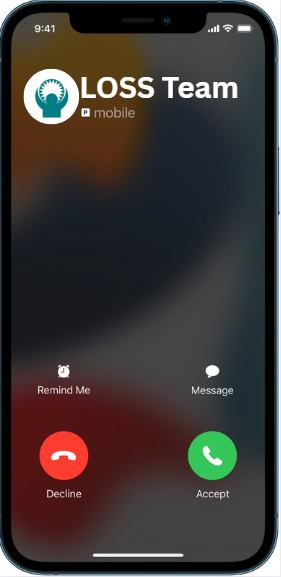 9:41
LOSS Team
P mobile
Remind Me
Message
Decline
Accept